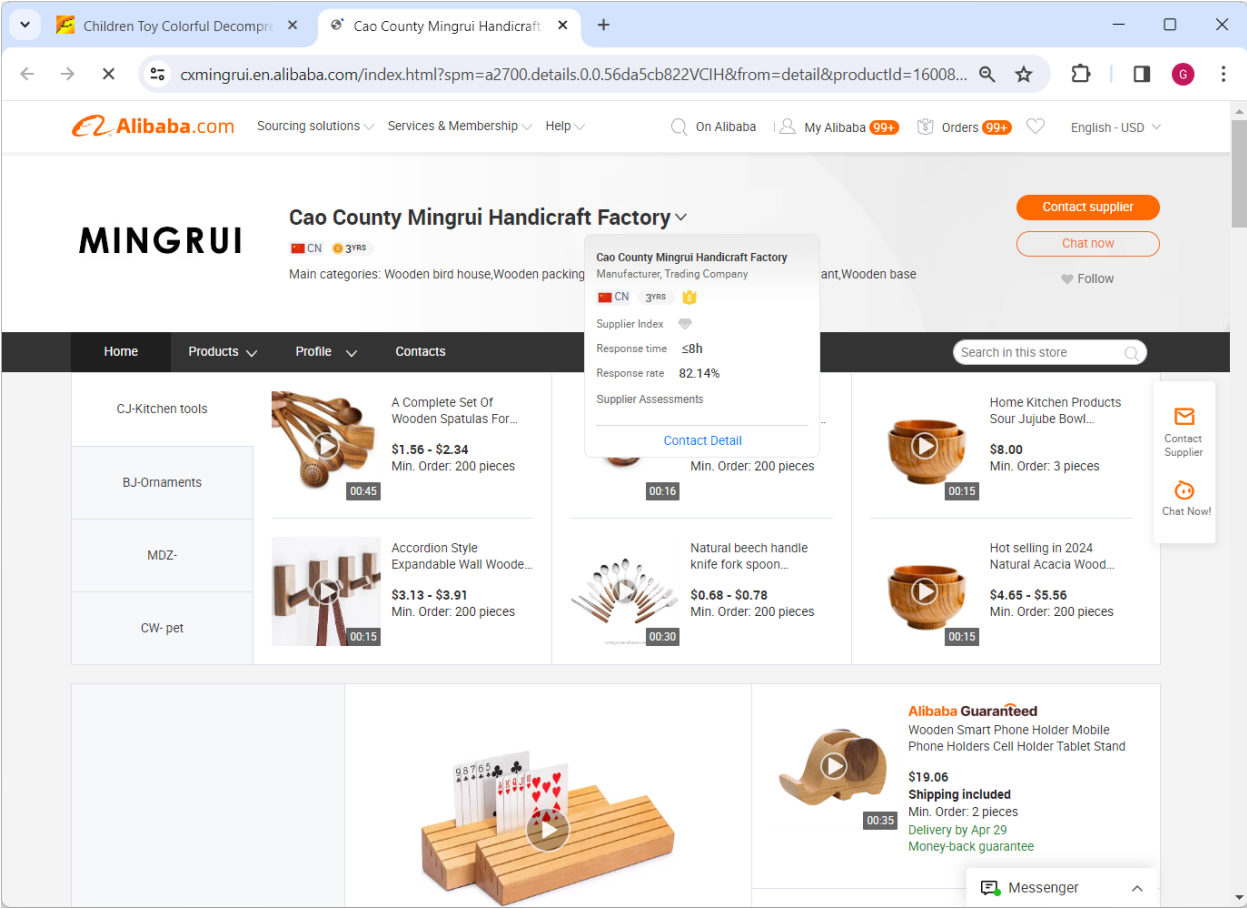 Children Toy Colorful Decompre
Cao County Mingrui Handicraft
cxmingrui.en.alibaba.com/index.html?spm=a2700.details.0.0.56da5cb822VCIH&from=detail&productId=16008...
G
Alibaba.com
Sourcing solutions
Services & Membership
Help
On Alibaba
My Alibaba 99+
Orders 99+
English - USD
MINGRUI
Cao County Mingrui Handicraft Factory
CN 3YRS
Main categories: Wooden bird house,Wooden packing
ant,Wooden base
Contact supplier
Chat now
Follow
Cao County Mingrui Handicraft Factory
Manufacturer, Trading Company
CN 3YRS
Supplier Index
Response time ≤8h
Response rate 82.14%
Supplier Assessments
Contact Detail
Home
Products
Profile
Contacts
Search in this store
CJ-Kitchen tools
BJ-Ornaments
MDZ-
CW- pet
A Complete Set Of
Wooden Spatulas For...
$1.56 - $2.34
Min. Order: 200 pieces
00:45
...
Min. Order: 200 pieces
00:16
Home Kitchen Products
Sour Jujube Bowl...
$8.00
Min. Order: 3 pieces
00:15
Accordion Style
Expandable Wall Woode...
$3.13 - $3.91
Min. Order: 200 pieces
00:15
Natural beech handle
knife fork spoon...
$0.68 - $0.78
Min. Order: 200 pieces
00:30
Hot selling in 2024
Natural Acacia Wood...
$4.65 - $5.56
Min. Order: 200 pieces
00:15
Contact
Supplier
Chat Now!
9 8 7 6 5
A K Q J
Alibaba Guaranteed
Wooden Smart Phone Holder Mobile
Phone Holders Cell Holder Tablet Stand
$19.06
Shipping included
Min. Order: 2 pieces
Delivery by Apr 29
Money-back guarantee
00:35
Messenger